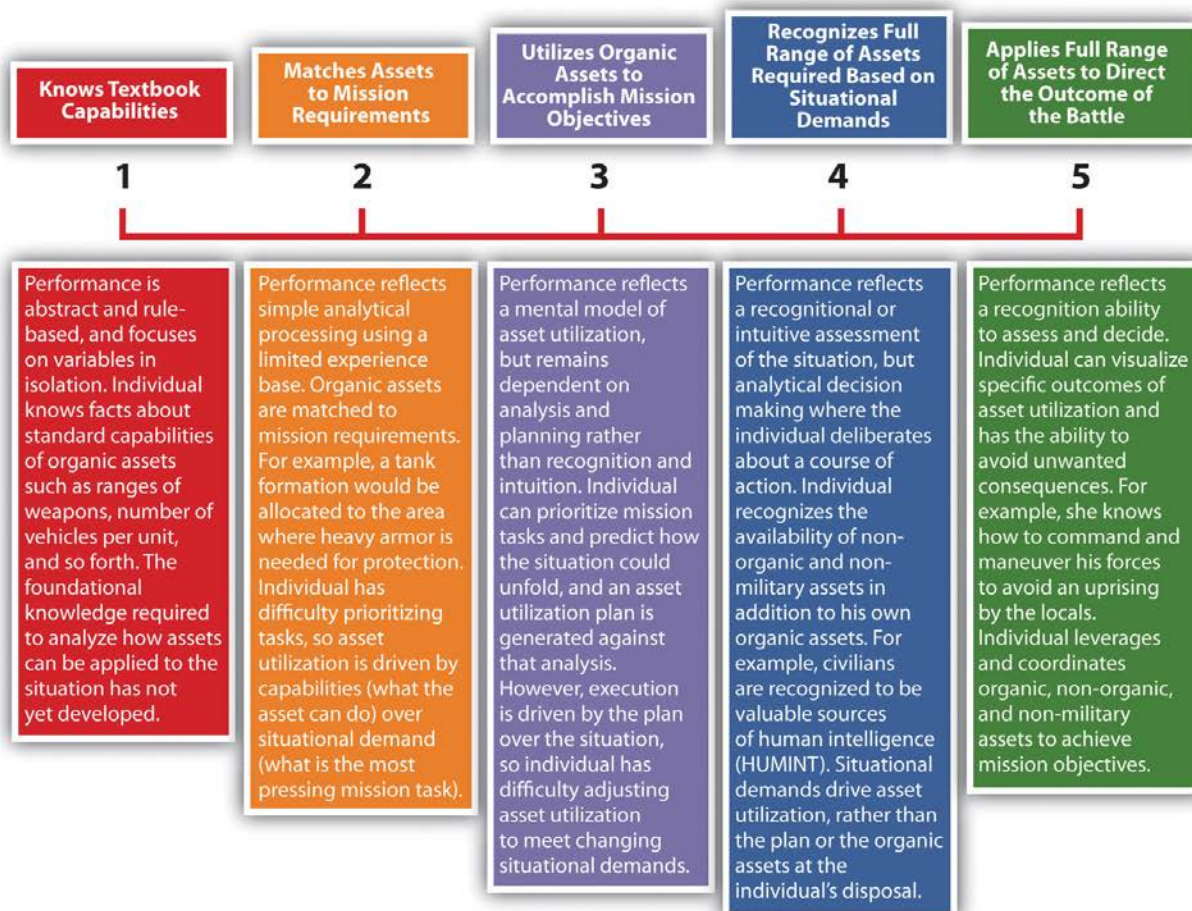 Knows Textbook
Capabilities
Matches Assets
to Mission
Requirements
Utilizes Organic
Assets to
Accomplish Mission
Objectives
Recognizes Full
Range of Assets
Required Based on
Situational
Demands
Applies Full Range
of Assets to Direct
the Outcome of
the Battle
1
2
3
4
5
Performance is
abstract and rule-
based, and focuses
on variables in
isolation. Individual
knows facts about
standard capabilities
of organic assets
such as ranges of
weapons, number of
vehicles per unit,
and so forth. The
foundational
knowledge required
to analyze how assets
can be applied to the
situation has not
yet developed.
Performance reflects
simple analytical
processing using a
limited experience
base. Organic assets
are matched to
mission requirements.
For example, a tank
formation would be
allocated to the area
where heavy armor is
needed for protection.
Individual has
difficulty prioritizing
tasks, so asset
utilization is driven by
capabilities (what the
asset can do) over
situational demand
(what is the most
pressing mission task).
Performance reflects
a mental model of
asset utilization,
but remains
dependent on
analysis and
planning rather
than recognition and
intuition. Individual
can prioritize mission
tasks and predict how
the situation could
unfold, and an asset
utilization plan is
generated against
that analysis.
However, execution
is driven by the plan
over the situation,
so individual has
difficulty adjusting
asset utilization
to meet changing
situational demands.
Performance reflects
a recognitional or
intuitive assessment
of the situation, but
analytical decision
making where the
individual deliberates
about a course of
action. Individual
recognizes the
availability of non-
organic and non-
military assets in
addition to his own
organic assets. For
example, civilians
are recognized to be
valuable sources
of human intelligence
(HUMINT). Situational
demands drive asset
utilization, rather than
the plan or the organic
assets at the
individual's disposal.
Performance reflects
a recognition ability
to assess and decide.
Individual can visualize
specific outcomes of
asset utilization and
has the ability to
avoid unwanted
consequences. For
example, she knows
how to command and
maneuver his forces
to avoid an uprising
by the locals.
Individual leverages
and coordinates
organic, non-organic,
and non-military
assets to achieve
mission objectives.